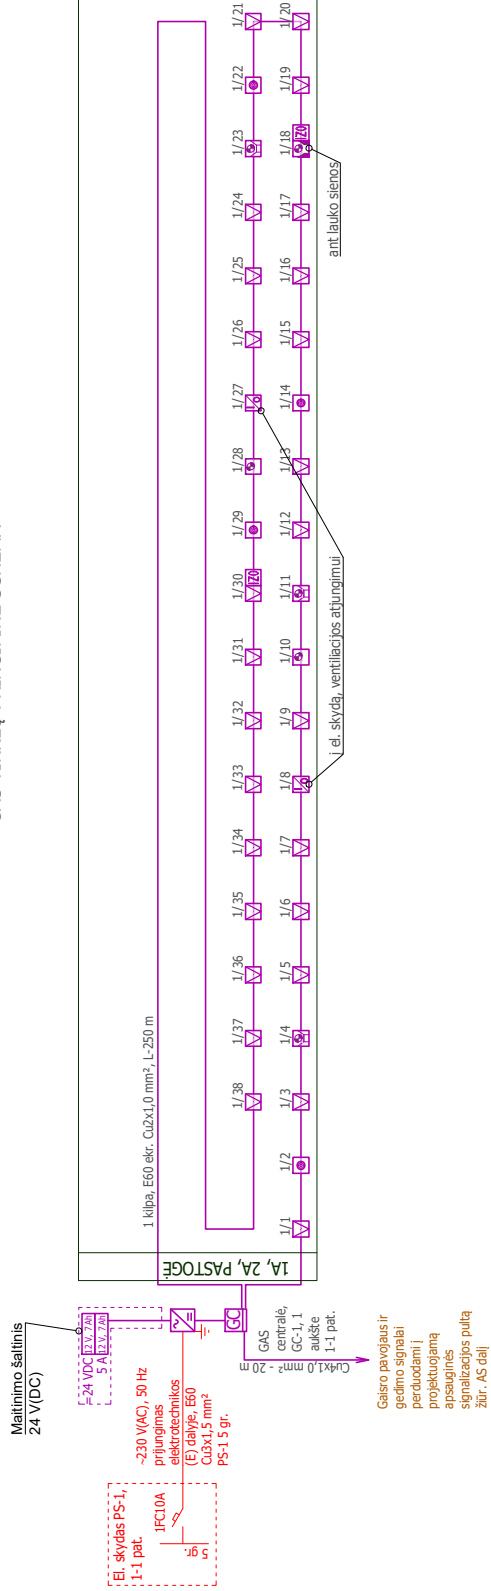 1/21
1/20
1/22
1/19
1/23
1/18
IZO
1/24
1/17
1/25
1/16
1/26
1/15
1/27
1/14
1/28
1/13
1/29
1/12
1/30
IZO
1/11
1/31
1/10
1/32
1/9
1/33
1/8
1/34
1/7
1/35
1/6
1/36
1/5
1/37
1/4
1/38
1/3
1/2
1/1
ant lauko sienos
į el. skydą, ventiliacijos atjungimui
1 kilpa, E60 ekr. Cu2x1,0 mm², L-250 m
1A, 2A, PASTOGĖ
Maitinimo šaltinis
24 V(DC)
=24 VDC
5 A
12 V, 7Ah
12 V, 7Ah
GC
GAS
centralė,
GC-1, 1
aukšte
1-1 pat.
Cu4x1,0 mm² - 20 m
~230 V(AC), 50 Hz
prijungimas
elektrotechnikos
(E) dalyje, E60
Cu3x1,5 mm²
PS-1 5 gr.
El. skydas PS-1,
1-1 pat.
1FC10A
5 gr.
Gaisro pavojaus ir
gedimo signalai
perduodami į
projektuojamą
apsauginės
signalizacijos pultą
žiūr. AS dalį